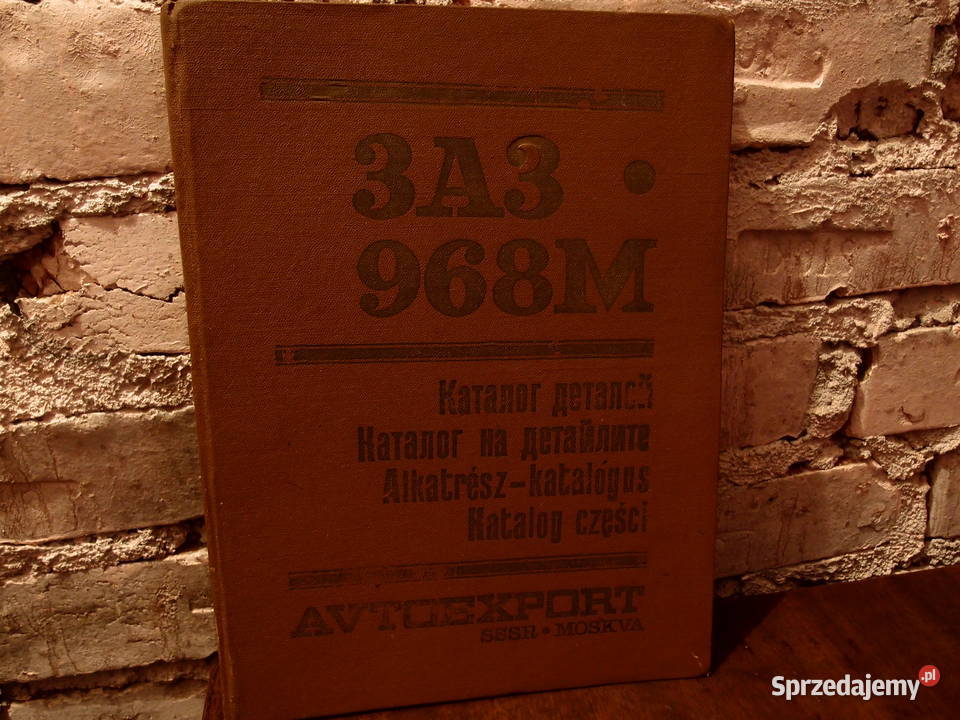 ЗАЗ •
968М
Каталог деталей
Каталог на детайлите
Alkatrész-katalógus
Katalog części
AVTOEXPORT
SSSR • MOSKVA
Sprzedajemy.pl